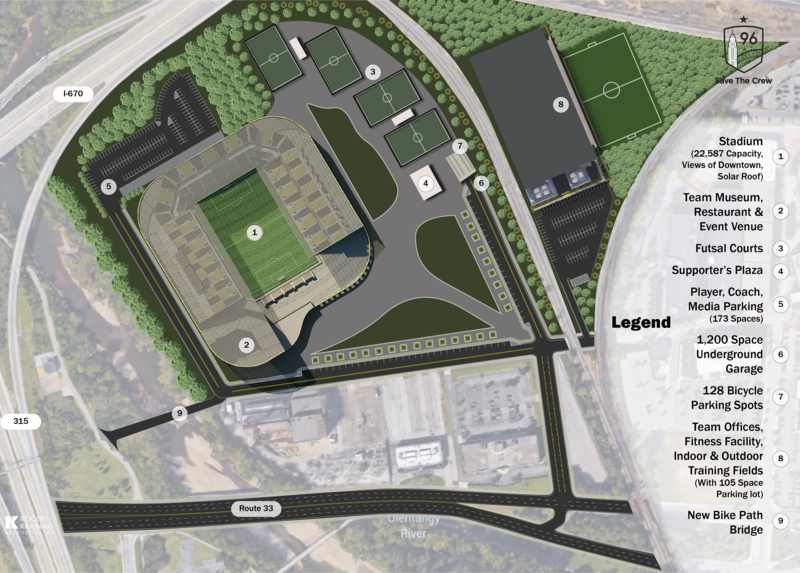 96
Save The Crew
I-670
315
Route 33
Olentangy
River
Legend
Stadium
(22,587 Capacity,
Views of Downtown,
Solar Roof)
1
Team Museum,
Restaurant &
Event Venue
2
Futsal Courts
3
Supporter's Plaza
4
Player, Coach,
Media Parking
(173 Spaces)
5
1,200 Space
Underground
Garage
6
128 Bicycle
Parking Spots
7
Team Offices,
Fitness Facility,
Indoor & Outdoor
Training Fields
(With 105 Space
Parking lot)
8
New Bike Path
Bridge
9
3
8
7
4
6
5
1
2
9